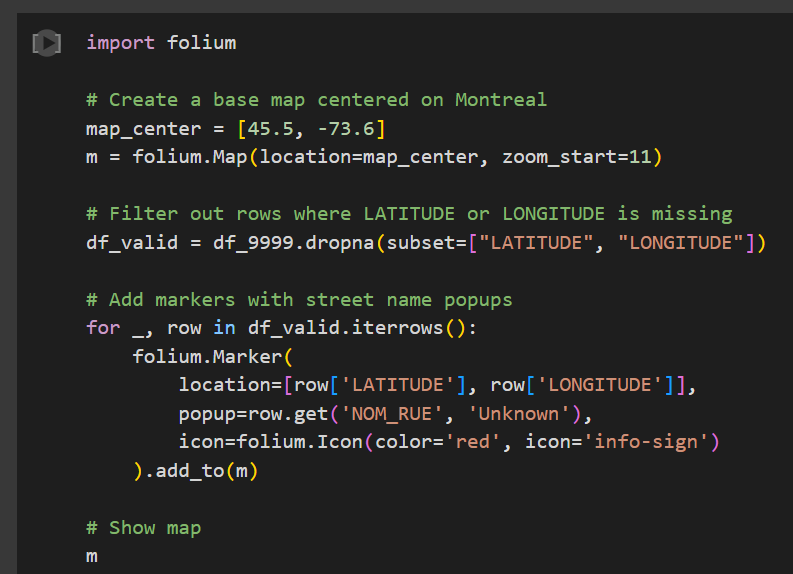 import folium
# Create a base map centered on Montreal
map_center = [45.5, -73.6]
m = folium.Map(location=map_center, zoom_start=11)
# Filter out rows where LATITUDE or LONGITUDE is missing
df_valid = df_9999.dropna(subset=["LATITUDE", "LONGITUDE"])
# Add markers with street name popups
for _, row in df_valid.iterrows():
    folium.Marker(
        location=[row['LATITUDE'], row['LONGITUDE']],
        popup=row.get('NOM_RUE', 'Unknown'),
        icon=folium.Icon(color='red', icon='info-sign')
    ).add_to(m)
# Show map
m